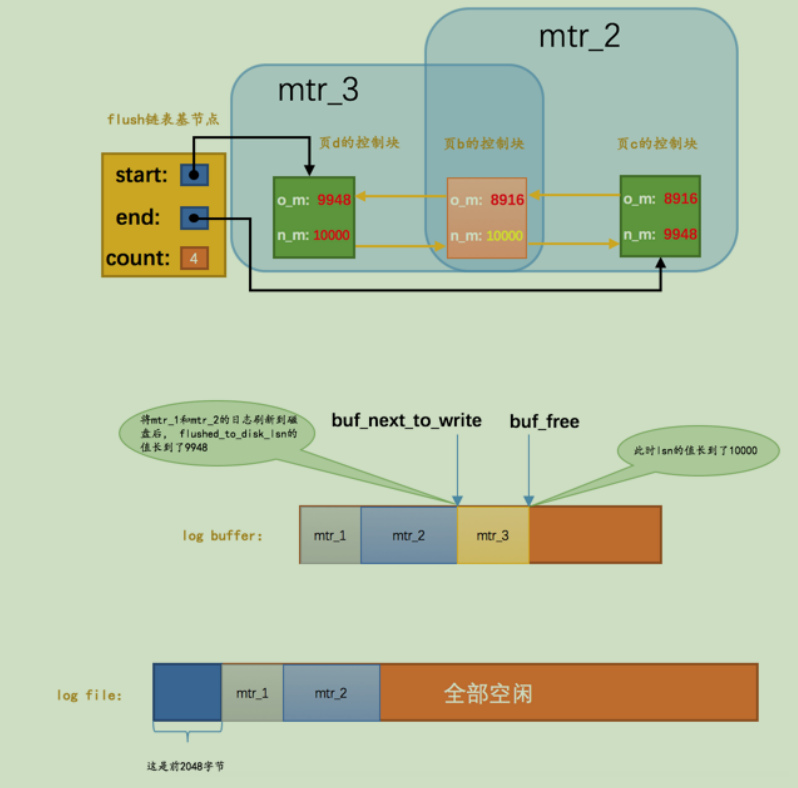 mtr_2
mtr_3
flush链表基节点
页d的控制块
页b的控制块
页c的控制块
start:
end:
count:
4
o_m: 9948
n_m: 10000
o_m: 8916
n_m: 10000
o_m: 8916
n_m: 9948
将mtr_1和mtr_2的日志刷新到磁
盘后， flushed_to_disk_lsn的
值长到了9948
buf_next_to_write
buf_free
此时lsn的值长到了10000
log buffer:
mtr_1
mtr_2
mtr_3
log file:
mtr_1
mtr_2
全部空闲
这是前2048字节